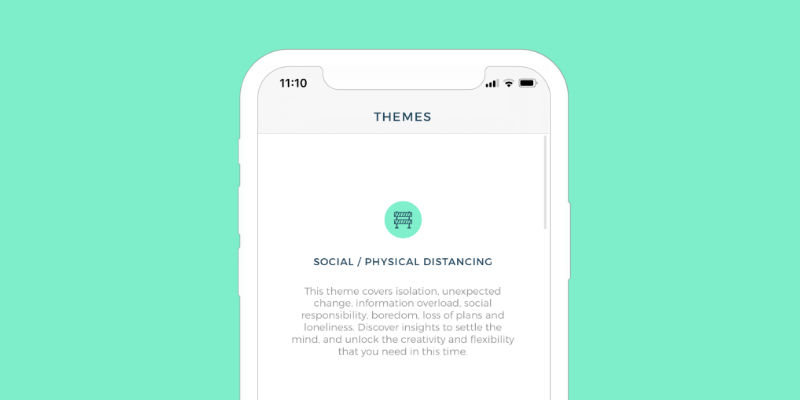 11:10
THEMES
SOCIAL / PHYSICAL DISTANCING
This theme covers isolation, unexpected
change, information overload, social
responsibility, boredom, loss of plans and
loneliness. Discover insights to settle the
mind, and unlock the creativity and flexibility
that you need in this time.